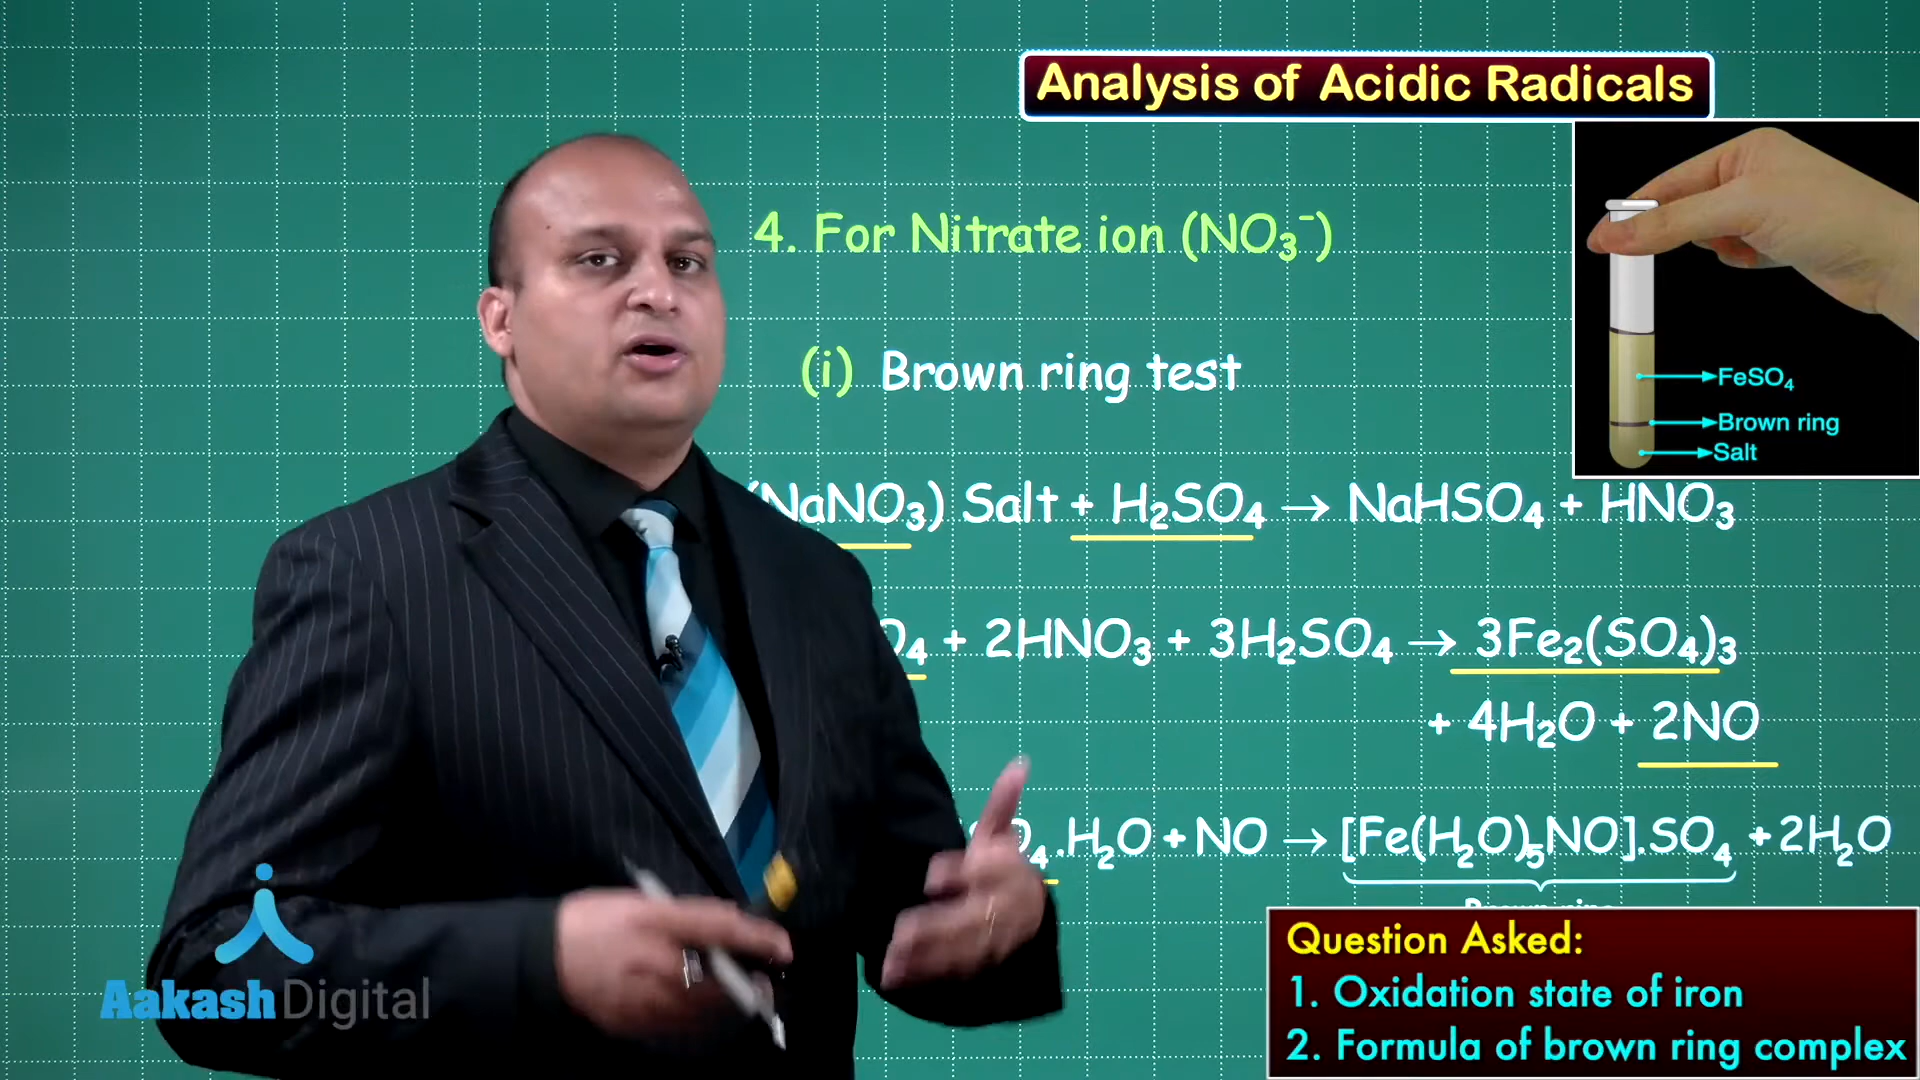 Analysis of Acidic Radicals
4. For Nitrate ion (NO₃⁻)
(i) Brown ring test
FeSO₄
Brown ring
Salt
(NaNO₃) Salt + H₂SO₄ → NaHSO₄ + HNO₃
O₄ + 2HNO₃ + 3H₂SO₄ → 3Fe₂(SO₄)₃
+ 4H₂O + 2NO
O₄.H₂O + NO → [Fe(H₂O)₅NO].SO₄ + 2H₂O
Question Asked:
1. Oxidation state of iron
2. Formula of brown ring complex
Aakash Digital